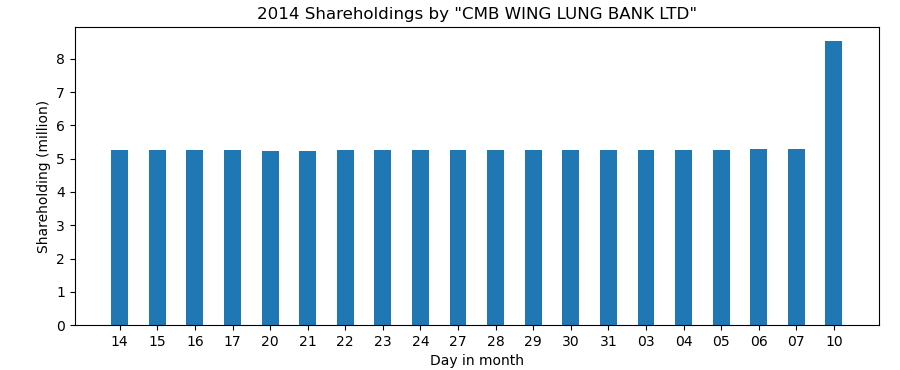 2014 Shareholdings by "CMB WING LUNG BANK LTD"
Shareholding (million)
8
7
6
5
4
3
2
1
0
14 15 16 17 20 21 22 23 24 27 28 29 30 31 03 04 05 06 07 10
Day in month